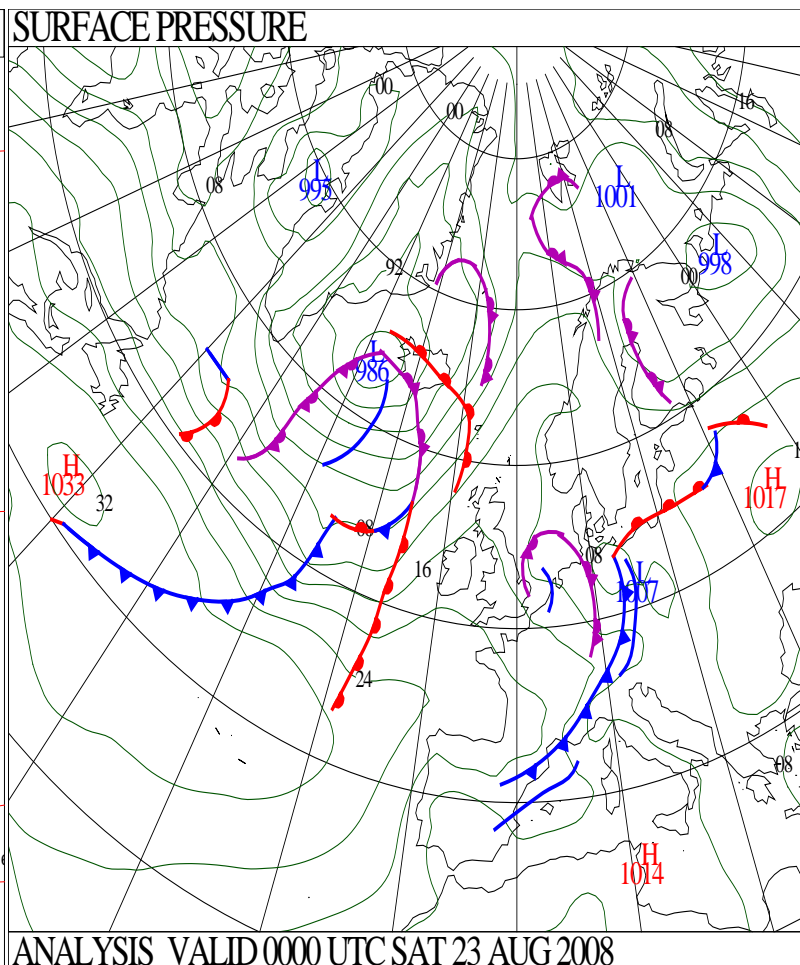 SURFACE PRESSURE
00
16
00
08
L
995
08
L
1001
L
998
92
00
L
986
H
1033
32
H
1017
08
08
16
L
1007
24
08
H
1014
ANALYSIS VALID 0000 UTC SAT 23 AUG 2008